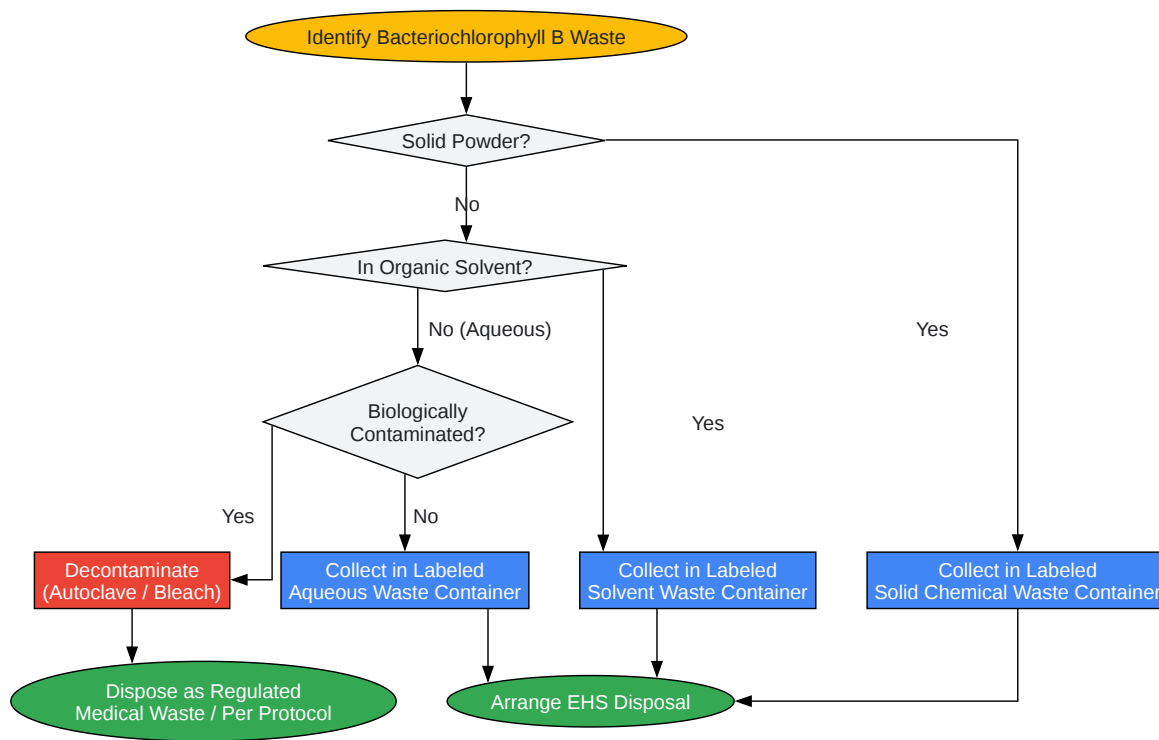 Identify Bacteriochlorophyll B Waste
Solid Powder?
No
In Organic Solvent?
No (Aqueous)
Yes
Biologically
Contaminated?
Yes
Yes
No
Decontaminate
(Autoclave / Bleach)
Collect in Labeled
Aqueous Waste Container
Collect in Labeled
Solvent Waste Container
Collect in Labeled
Solid Chemical Waste Container
Dispose as Regulated
Medical Waste / Per Protocol
Arrange EHS Disposal